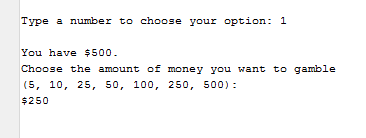 Type a number to choose your option: 1
You have $500.
Choose the amount of money you want to gamble
(5, 10, 25, 50, 100, 250, 500):
$250